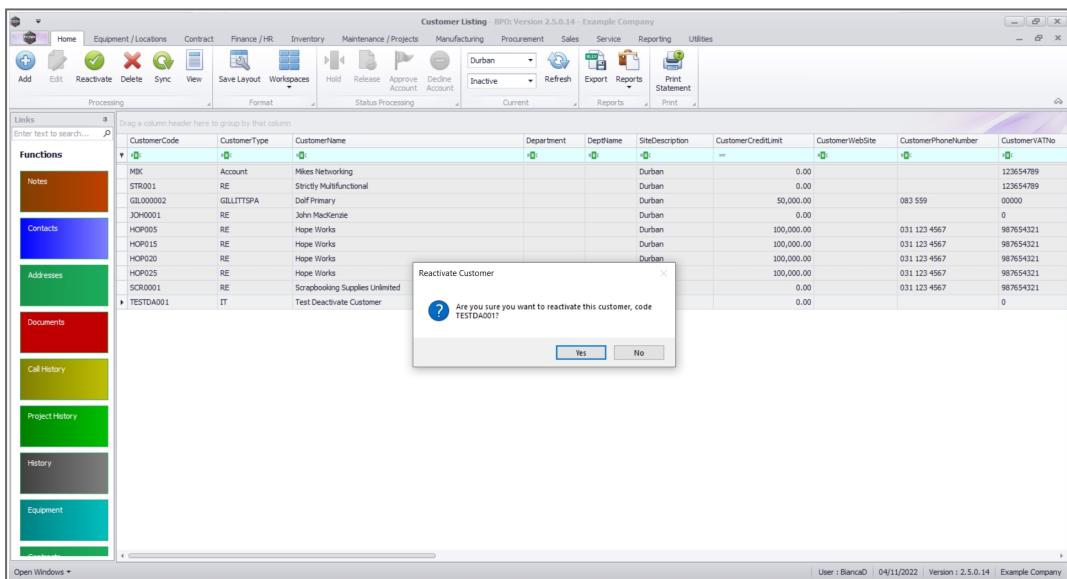 Customer Listing - BPO: Version 2.5.0.14 - Example Company
Home Equipment / Locations Contract Finance / HR Inventory Maintenance / Projects Manufacturing Procurement Sales Service Reporting Utilities
Add Edit Reactivate Delete Sync View Save Layout Workspaces Hold Release Approve Account Decline Account Durban Inactive Refresh Export Reports Print Statement
Processing Format Status Processing Current Reports Print
Links
Drag a column header here to group by that column
Enter text to search...
CustomerCode CustomerType CustomerName Department DeptName SiteDescription CustomerCreditLimit CustomerWebSite CustomerPhoneNumber CustomerVATNo
Functions
MIK Account Mikes Networking Durban 0.00 123654789
STR001 RE Strictly Multifunctional Durban 0.00 123654789
GIL000002 GILLITTSPA Dolf Primary Durban 50,000.00 083 559 00000
JOH0001 RE John MacKenzie Durban 0.00 0
HOP005 RE Hope Works Durban 100,000.00 031 123 4567 987654321
HOP015 RE Hope Works Durban 100,000.00 031 123 4567 987654321
HOP020 RE Hope Works Durban 100,000.00 031 123 4567 987654321
HOP025 RE Hope Works 100,000.00 031 123 4567 987654321
SCR0001 RE Scrapbooking Supplies Unlimited 0.00 031 123 4567 987654321
TESTDA001 IT Test Deactivate Customer 0.00 0
Notes
Contacts
Addresses
Documents
Call History
Project History
History
Equipment
Contracts
Reactivate Customer
Are you sure you want to reactivate this customer, code
TESTDA001?
Yes No
Open Windows User : BiancaD 04/11/2022 Version : 2.5.0.14 Example Company